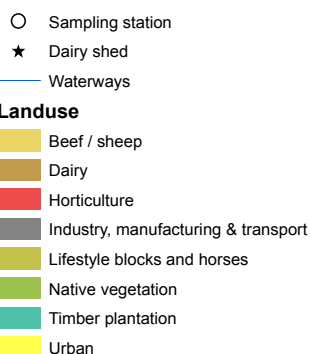 Sampling station
Dairy shed
Waterways
Landuse
Beef / sheep
Dairy
Horticulture
Industry, manufacturing & transport
Lifestyle blocks and horses
Native vegetation
Timber plantation
Urban